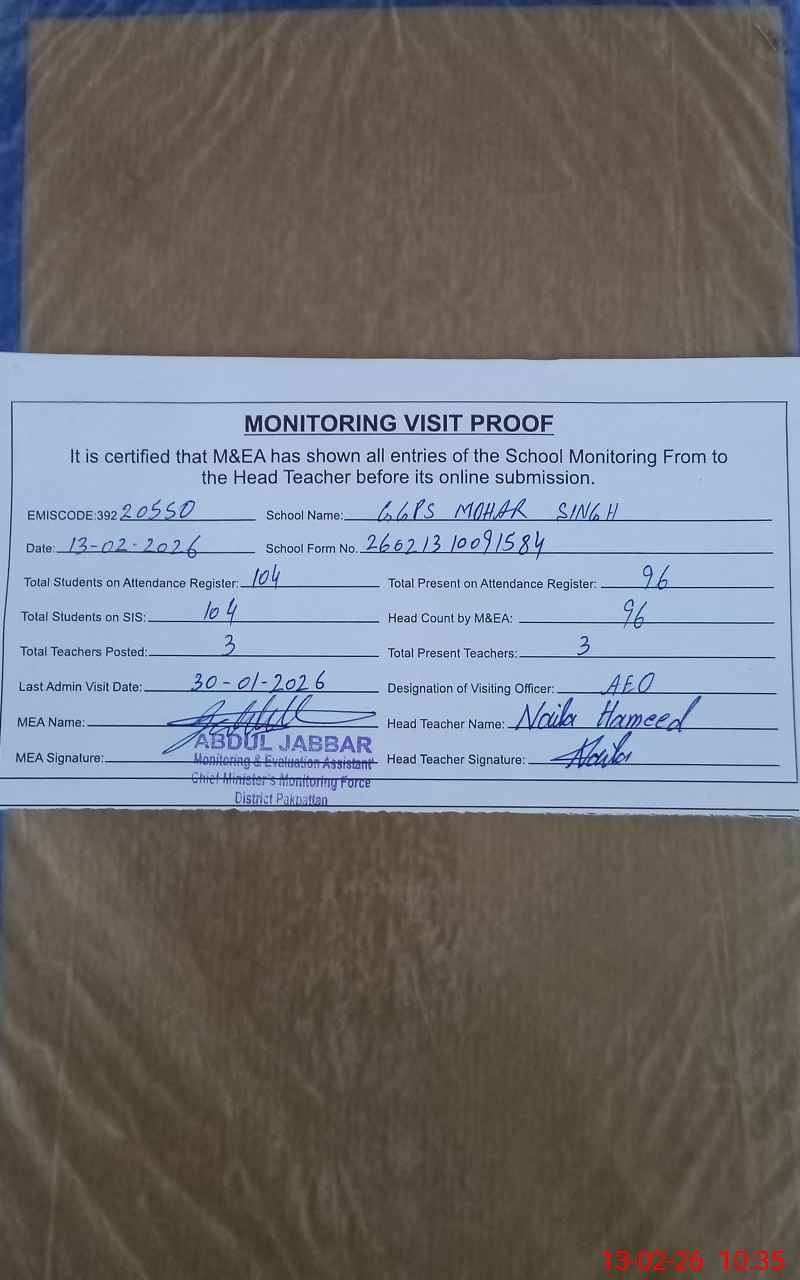 MONITORING VISIT PROOF
It is certified that M&EA has shown all entries of the School Monitoring From to
the Head Teacher before its online submission.
EMISCODE:392 20550 School Name: GGPS MOHAR SINGH
Date: 13-02-2026 School Form No. 26021310091584
Total Students on Attendance Register: 104 Total Present on Attendance Register: 96
Total Students on SIS: 104 Head Count by M&EA: 96
Total Teachers Posted: 3 Total Present Teachers: 3
Last Admin Visit Date: 30-01-2026 Designation of Visiting Officer: AEO
MEA Name: Head Teacher Name: Naila Hameed
ABDUL JABBAR
MEA Signature: Head Teacher Signature: Naila
Monitoring & Evaluation Assistant
Chief Minister's Monitoring Force
District Pakpattan
13-02-26 10:35